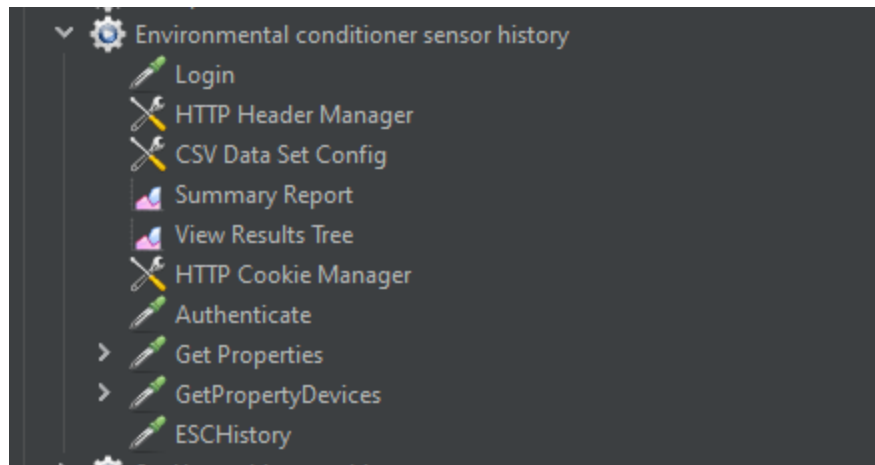 Environmental conditioner sensor history
Login
HTTP Header Manager
CSV Data Set Config
Summary Report
View Results Tree
HTTP Cookie Manager
Authenticate
Get Properties
GetPropertyDevices
ESCHistory